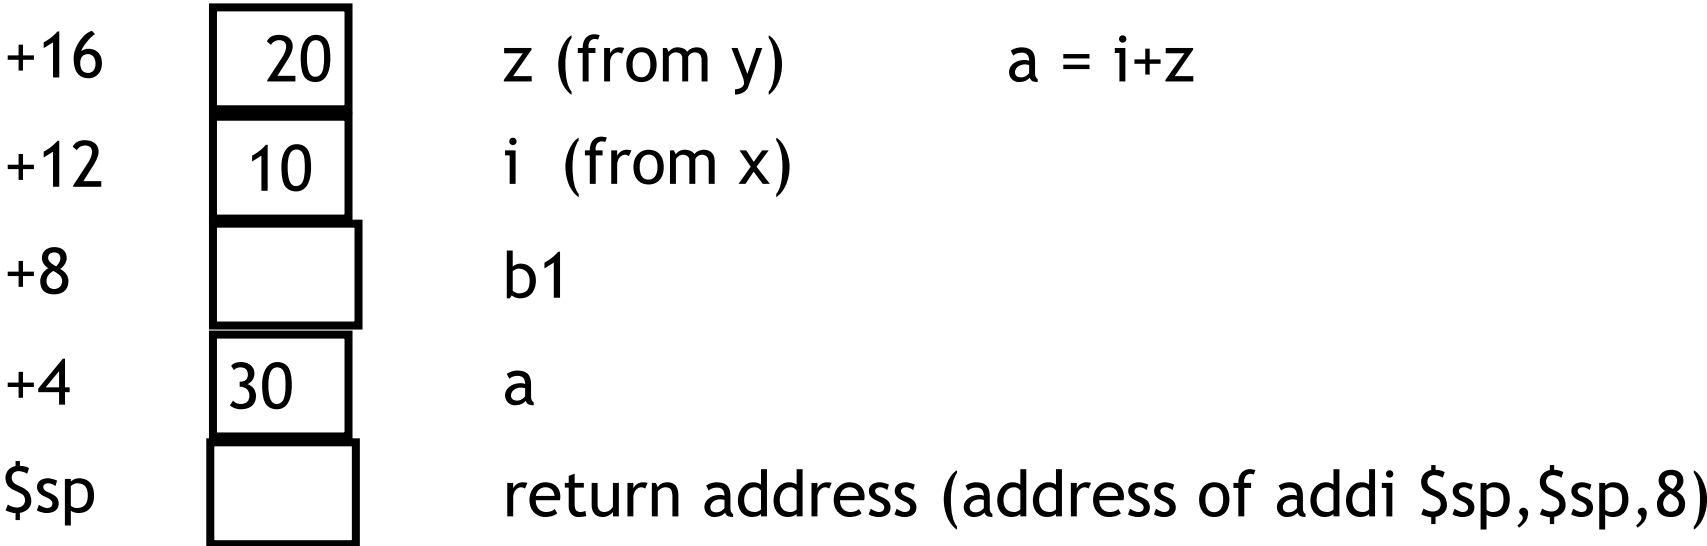 +16 20 z (from y) a = i+z
+12 10 i (from x)
+8 b1
+4 30 a
$sp return address (address of addi $sp,$sp,8)